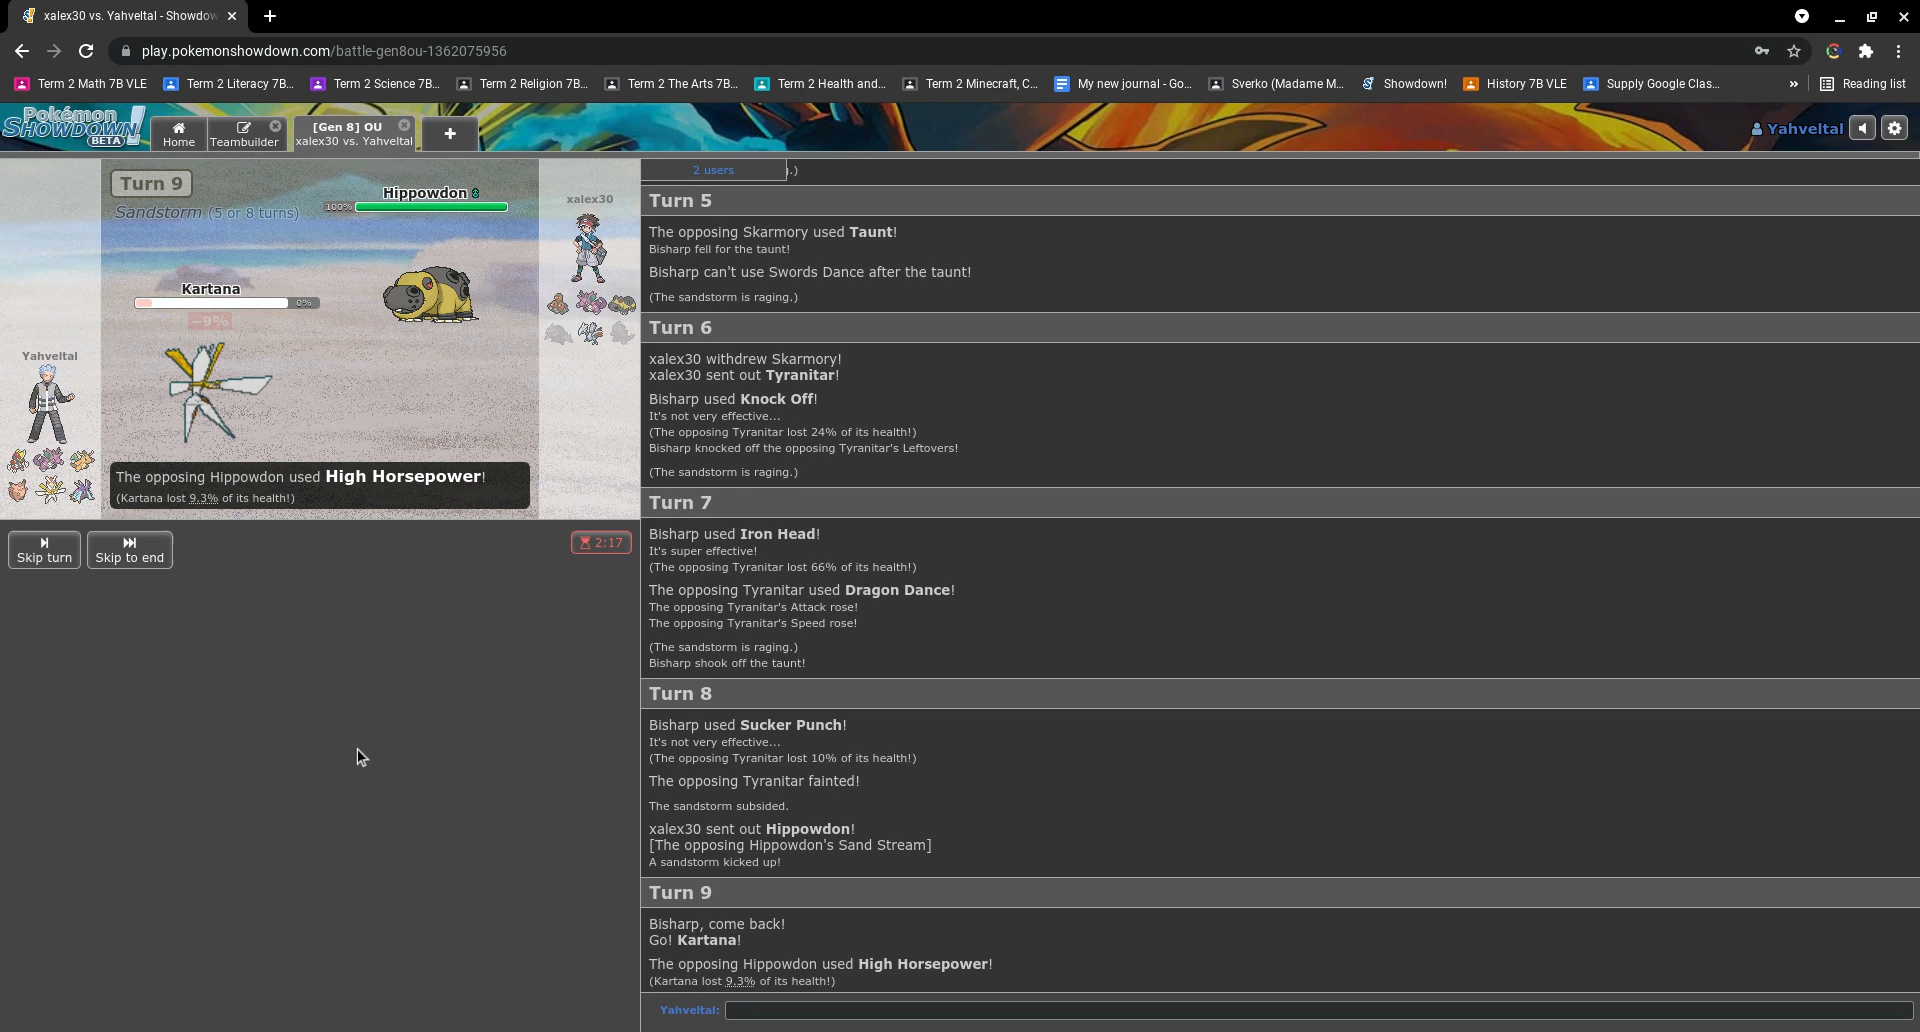 xalex30 vs. Yahveltal - Showdow
play.pokemonshowdown.com/battle-gen8ou-1362075956
Term 2 Math 7B VLE
Term 2 Literacy 7B...
Term 2 Science 7B...
Term 2 Religion 7B...
Term 2 The Arts 7B...
Term 2 Health and...
Term 2 Minecraft, C...
My new journal - Go...
Sverko (Madame M...
Showdown!
History 7B VLE
Supply Google Clas...
»
Reading list
Pokémon
SHOWDOWN!
BETA
Home
Teambuilder
[Gen 8] OU
xalex30 vs. Yahveltal
Yahveltal
Turn 9
Sandstorm (5 or 8 turns)
Hippowdon
100%
Kartana
0%
−9%
xalex30
Yahveltal
The opposing Hippowdon used High Horsepower!
(Kartana lost 9.3% of its health!)
Skip turn
Skip to end
2:17
2 users
.)
Turn 5
The opposing Skarmory used Taunt!
Bisharp fell for the taunt!
Bisharp can't use Swords Dance after the taunt!
(The sandstorm is raging.)
Turn 6
xalex30 withdrew Skarmory!
xalex30 sent out Tyranitar!
Bisharp used Knock Off!
It's not very effective...
(The opposing Tyranitar lost 24% of its health!)
Bisharp knocked off the opposing Tyranitar's Leftovers!
(The sandstorm is raging.)
Turn 7
Bisharp used Iron Head!
It's super effective!
(The opposing Tyranitar lost 66% of its health!)
The opposing Tyranitar used Dragon Dance!
The opposing Tyranitar's Attack rose!
The opposing Tyranitar's Speed rose!
(The sandstorm is raging.)
Bisharp shook off the taunt!
Turn 8
Bisharp used Sucker Punch!
It's not very effective...
(The opposing Tyranitar lost 10% of its health!)
The opposing Tyranitar fainted!
The sandstorm subsided.
xalex30 sent out Hippowdon!
[The opposing Hippowdon's Sand Stream]
A sandstorm kicked up!
Turn 9
Bisharp, come back!
Go! Kartana!
The opposing Hippowdon used High Horsepower!
(Kartana lost 9.3% of its health!)
Yahveltal: